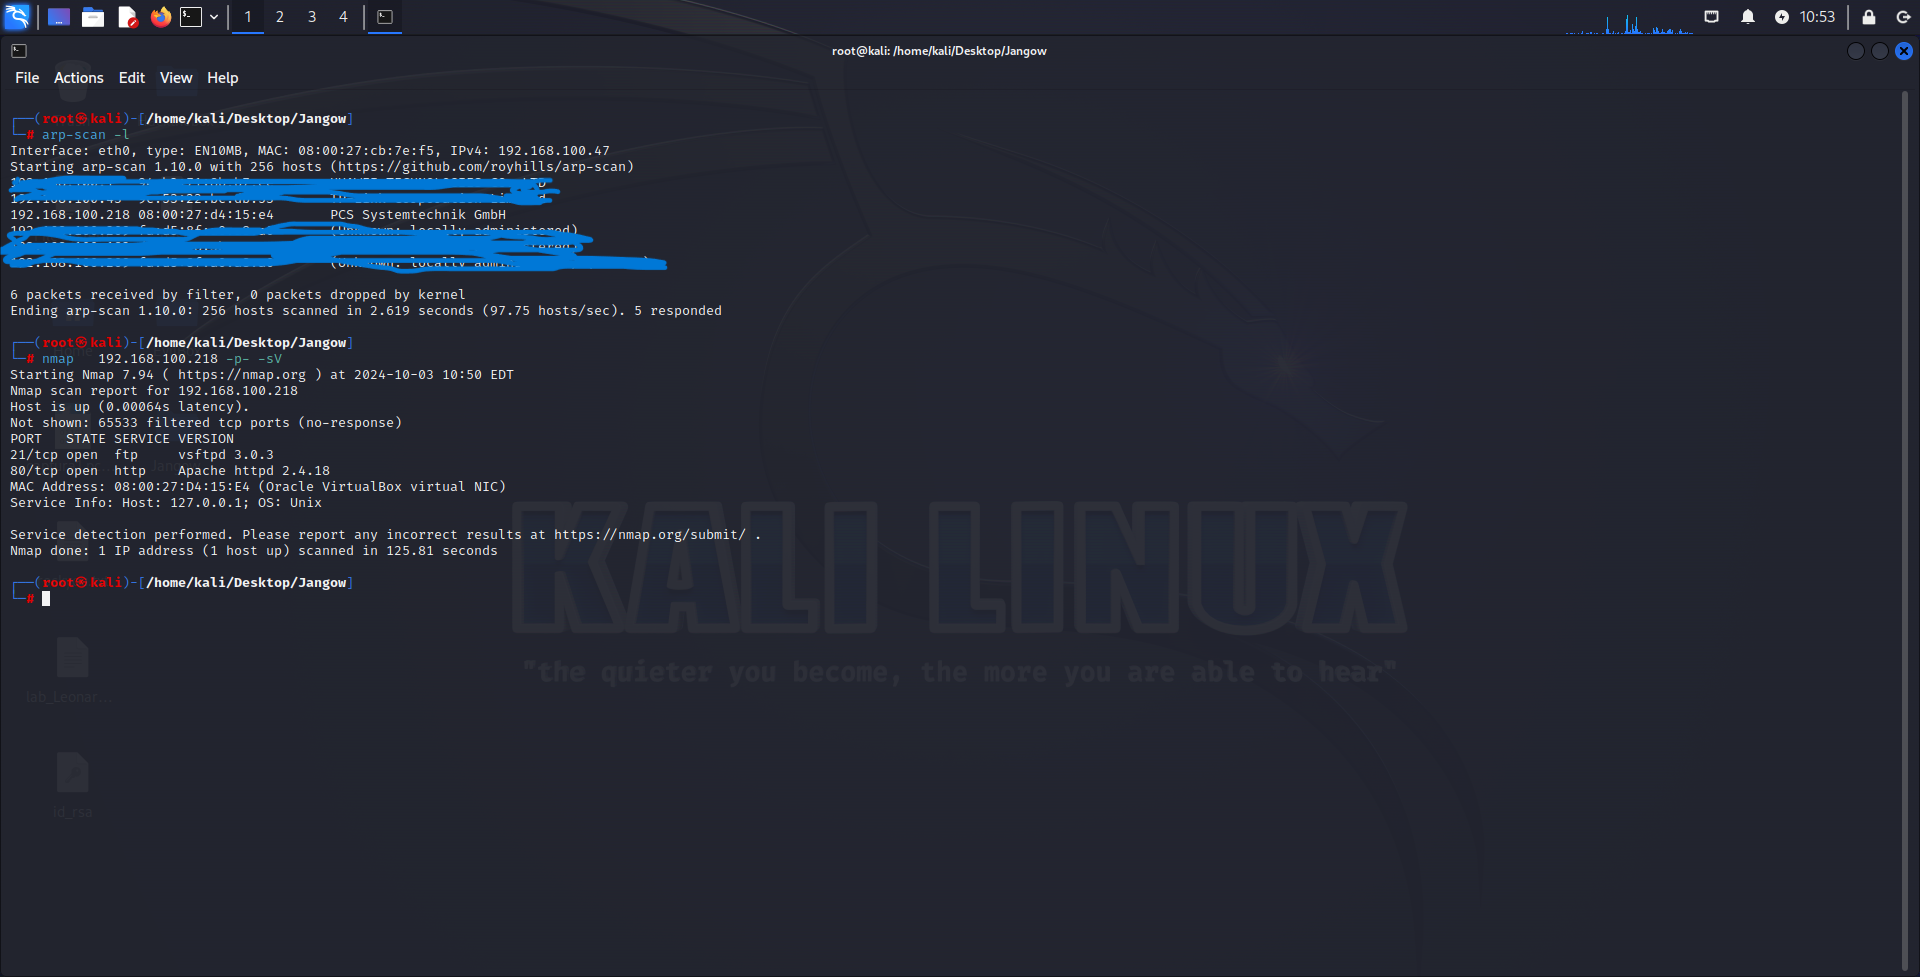 1 2 3 4 10:53
root@kali: /home/kali/Desktop/Jangow
File Actions Edit View Help
┌──(root㉿kali)-[/home/kali/Desktop/Jangow]
└─# arp-scan -l
Interface: eth0, type: EN10MB, MAC: 08:00:27:cb:7e:f5, IPv4: 192.168.100.47
Starting arp-scan 1.10.0 with 256 hosts (https://github.com/royhills/arp-scan)
192.168.100.218 08:00:27:d4:15:e4 PCS Systemtechnik GmbH
(Unknown: locally administered)
6 packets received by filter, 0 packets dropped by kernel
Ending arp-scan 1.10.0: 256 hosts scanned in 2.619 seconds (97.75 hosts/sec). 5 responded
┌──(root㉿kali)-[/home/kali/Desktop/Jangow]
└─# nmap 192.168.100.218 -p- -sV
Starting Nmap 7.94 ( https://nmap.org ) at 2024-10-03 10:50 EDT
Nmap scan report for 192.168.100.218
Host is up (0.00064s latency).
Not shown: 65533 filtered tcp ports (no-response)
PORT STATE SERVICE VERSION
21/tcp open ftp vsftpd 3.0.3
80/tcp open http Apache httpd 2.4.18
MAC Address: 08:00:27:D4:15:E4 (Oracle VirtualBox virtual NIC)
Service Info: Host: 127.0.0.1; OS: Unix
Service detection performed. Please report any incorrect results at https://nmap.org/submit/ .
Nmap done: 1 IP address (1 host up) scanned in 125.81 seconds
┌──(root㉿kali)-[/home/kali/Desktop/Jangow]
└─#
KALI LINUX
"the quieter you become, the more you are able to hear"
lab_Leonar...
id_rsa